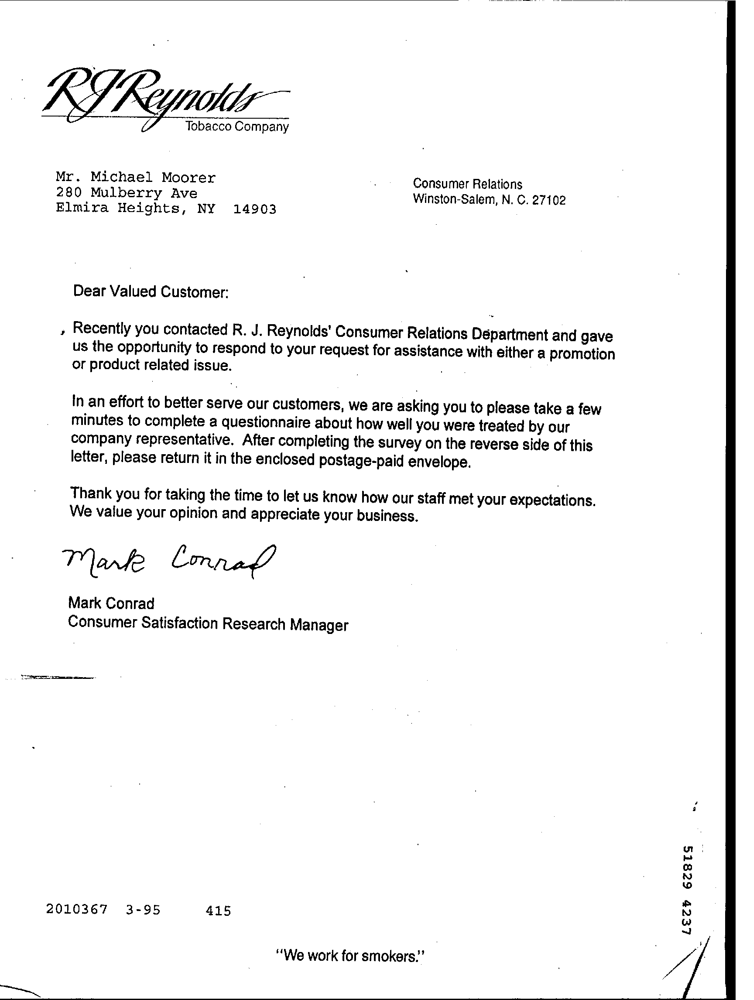 RJReynolds
Tobacco Company
Mr. Michael Moorer
280 Mulberry Ave
Elmira Heights, NY 14903
Consumer Relations
Winston-Salem, N. C. 27102
Dear Valued Customer:
Recently you contacted R. J. Reynolds' Consumer Relations Department and gave
us the opportunity to respond to your request for assistance with either a promotion
or product related issue.
In an effort to better serve our customers, we are asking you to please take a few
minutes to complete a questionnaire about how well you were treated by our
company representative. After completing the survey on the reverse side of this
letter, please return it in the enclosed postage-paid envelope.
Thank you for taking the time to let us know how our staff met your expectations.
We value your opinion and appreciate your business.
Mark Conrad
Mark Conrad
Consumer Satisfaction Research Manager
51829 4237
2010367 3-95 415
"We work for smokers."